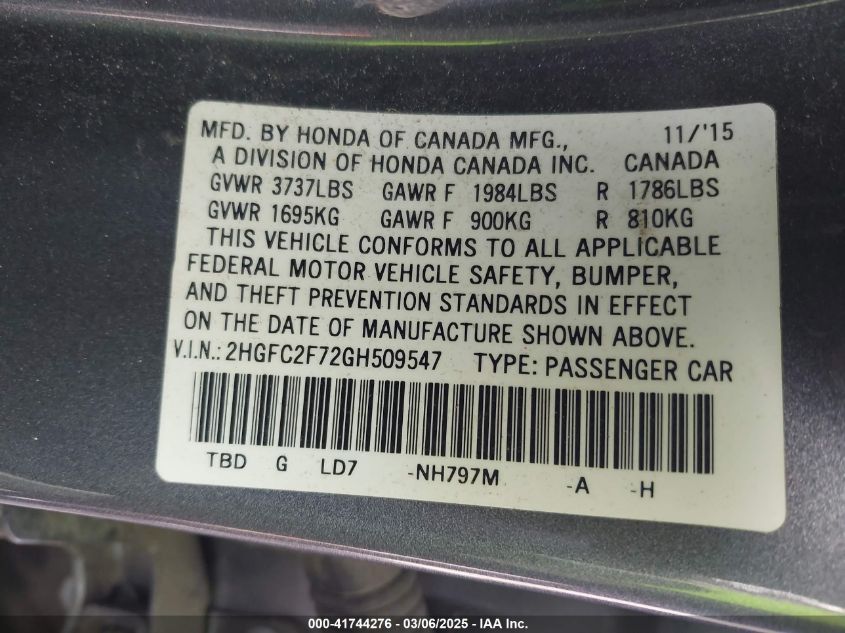 MFD. BY HONDA OF CANADA MFG., 11/'15
A DIVISION OF HONDA CANADA INC. CANADA
GVWR 3737LBS GAWR F 1984LBS R 1786LBS
GVWR 1695KG GAWR F 900KG R 810KG
THIS VEHICLE CONFORMS TO ALL APPLICABLE
FEDERAL MOTOR VEHICLE SAFETY, BUMPER,
AND THEFT PREVENTION STANDARDS IN EFFECT
ON THE DATE OF MANUFACTURE SHOWN ABOVE.
V.I.N.: 2HGFC2F72GH509547 TYPE: PASSENGER CAR
TBD G LD7 -NH797M -A -H
000-41744276 - 03/06/2025 - IAA Inc.